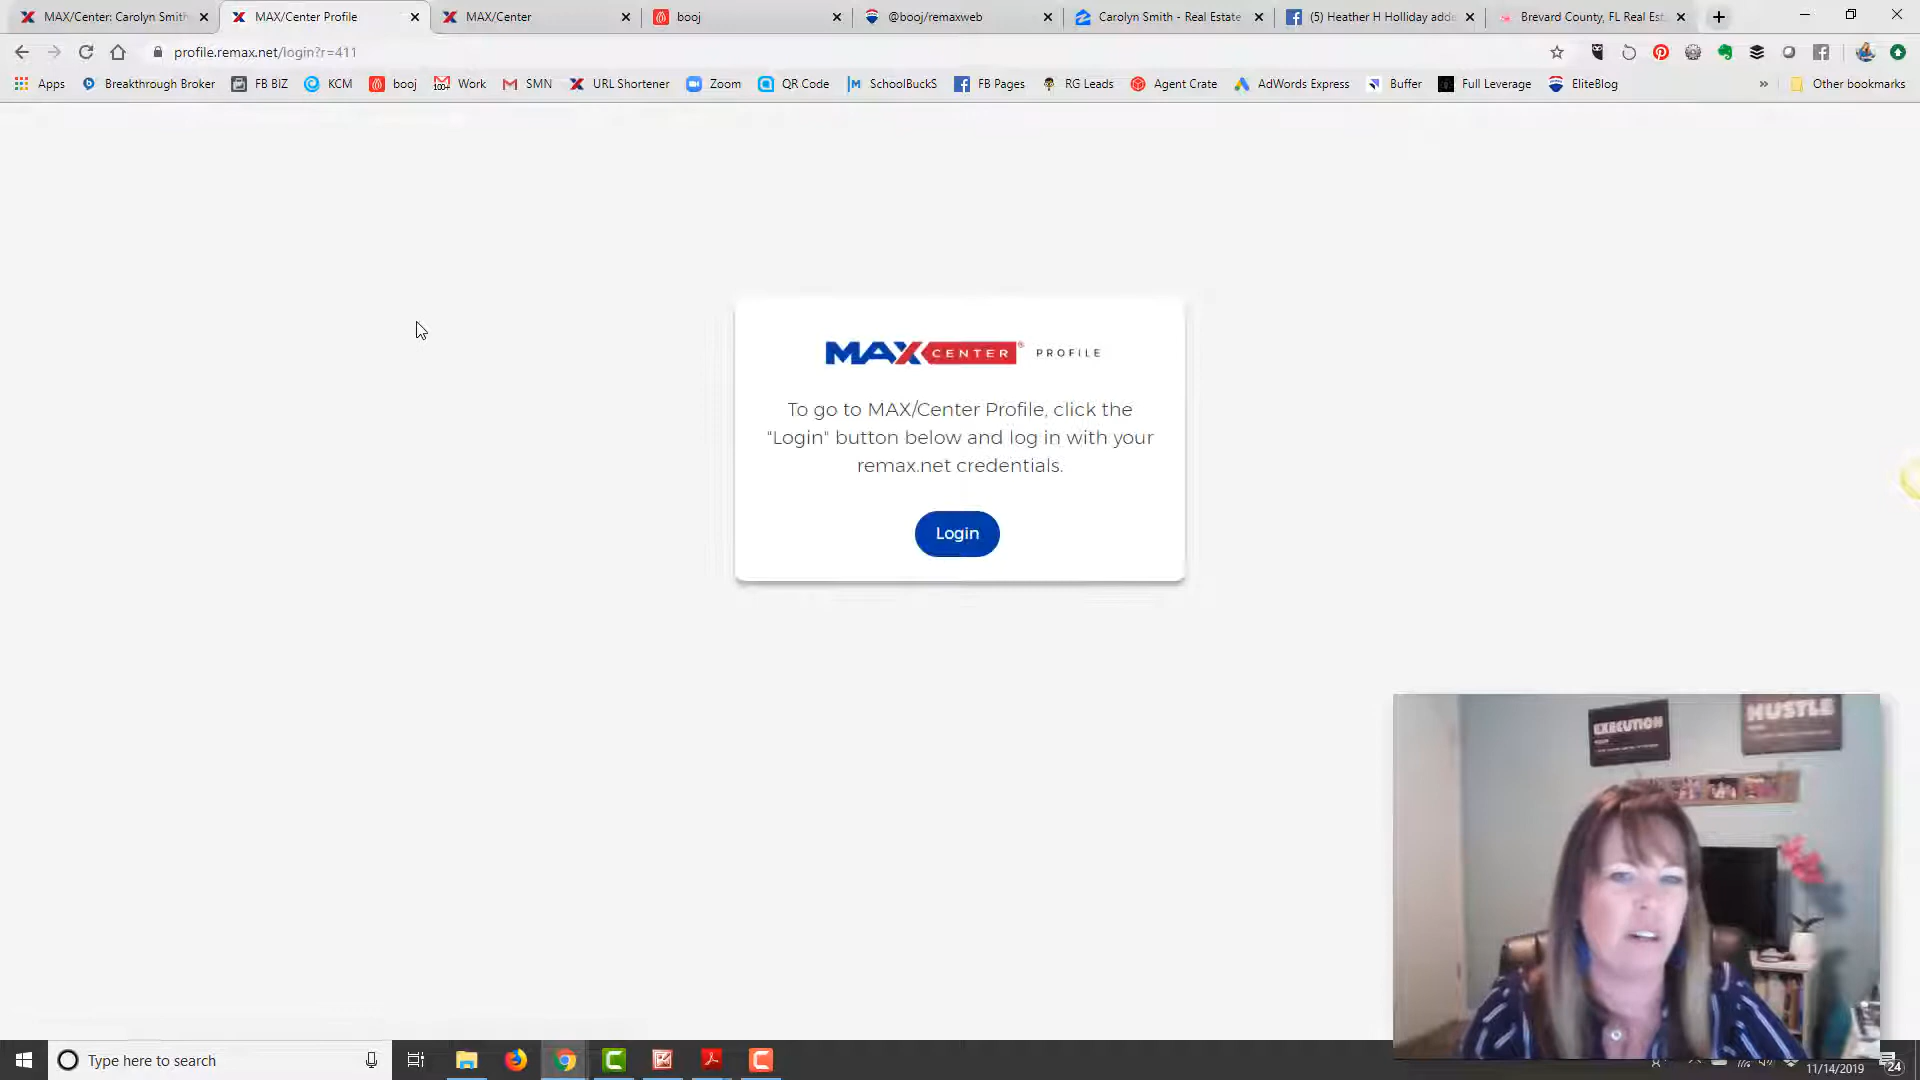 MAX/Center: Carolyn Smith
MAX/Center Profile
MAX/Center
booj
@booj/remaxweb
Carolyn Smith - Real Estate
(5) Heather H Holliday adde
Brevard County, FL Real Est
profile.remax.net/login?r=411
Apps
Breakthrough Broker
FB BIZ
KCM
booj
Work
SMN
URL Shortener
Zoom
QR Code
SchoolBuckS
FB Pages
RG Leads
Agent Crate
AdWords Express
Buffer
Full Leverage
EliteBlog
»
Other bookmarks
MAX CENTER® PROFILE
To go to MAX/Center Profile, click the
"Login" button below and log in with your
remax.net credentials.
Login
EXECUTION
HUSTLE
Type here to search
11/14/2019
24